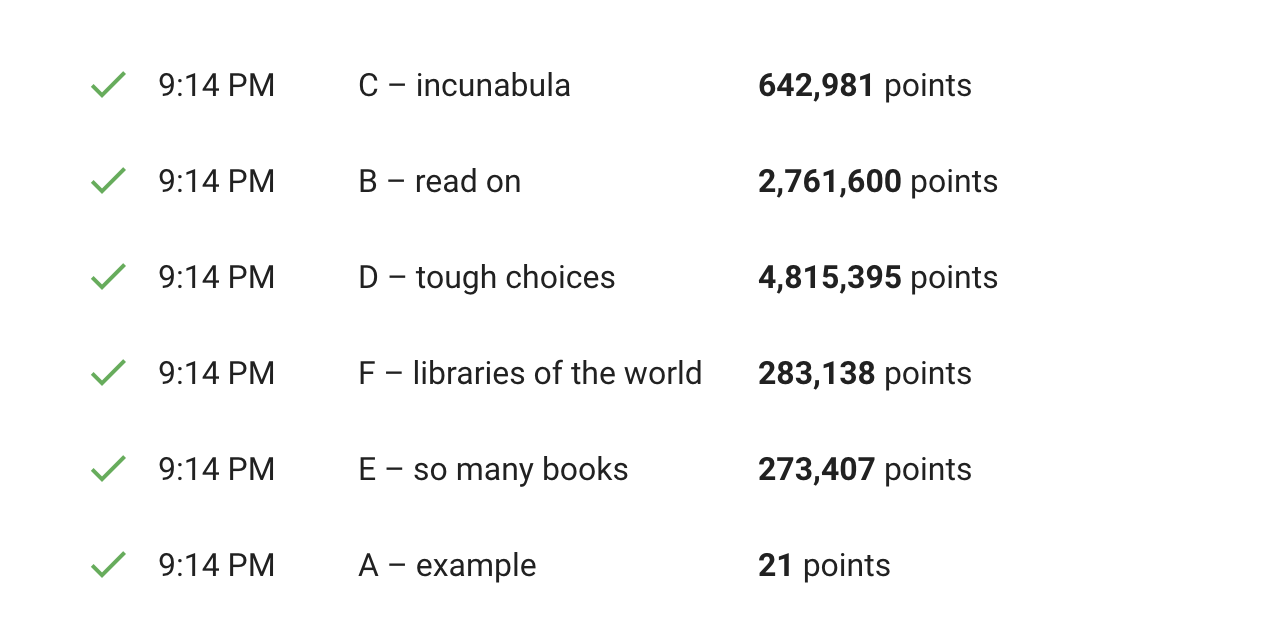 9:14 PM C – incunabula 642,981 points
9:14 PM B – read on 2,761,600 points
9:14 PM D – tough choices 4,815,395 points
9:14 PM F – libraries of the world 283,138 points
9:14 PM E – so many books 273,407 points
9:14 PM A – example 21 points